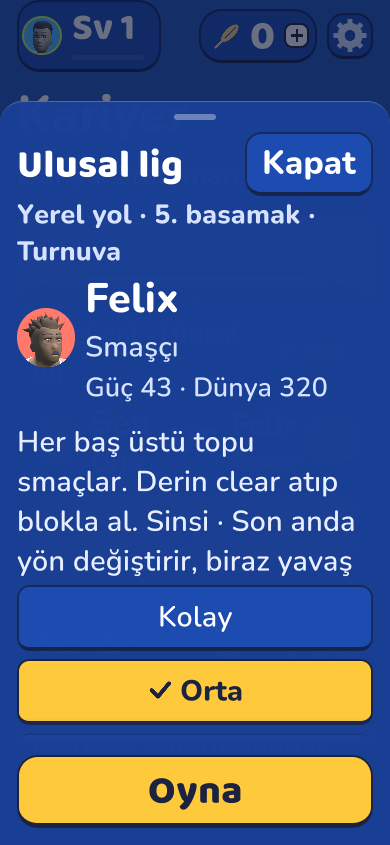 Sv 1
0
Kariyer
Ulusal lig
Kapat
Yerel yol · 5. basamak ·
Turnuva
Felix
Smaşçı
Güç 43 · Dünya 320
Her baş üstü topu
smaçlar. Derin clear atıp
blokla al. Sinsi · Son anda
yön değiştirir, biraz yavaş
Kolay
✓ Orta
Oyna